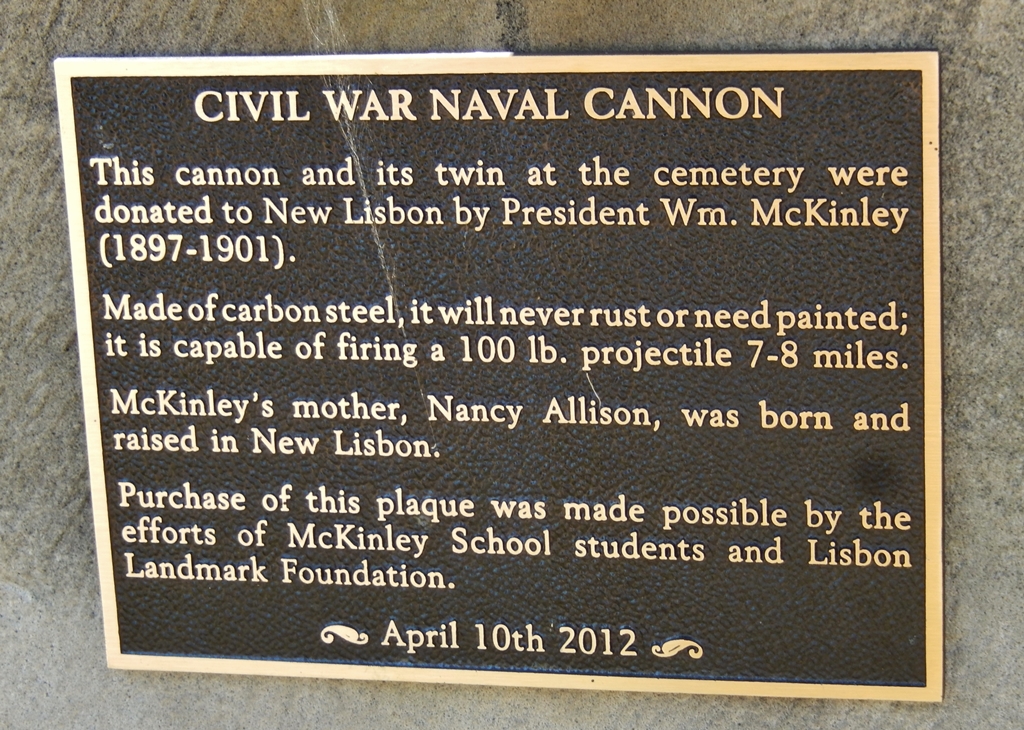 CIVIL WAR NAVAL CANNON
This cannon and its twin at the cemetery were
donated to New Lisbon by President Wm. McKinley
(1897-1901).
Made of carbon steel, it will never rust or need painted;
it is capable of firing a 100 lb. projectile 7-8 miles.
McKinley's mother, Nancy Allison, was born and
raised in New Lisbon.
Purchase of this plaque was made possible by the
efforts of McKinley School students and Lisbon
Landmark Foundation.
April 10th 2012